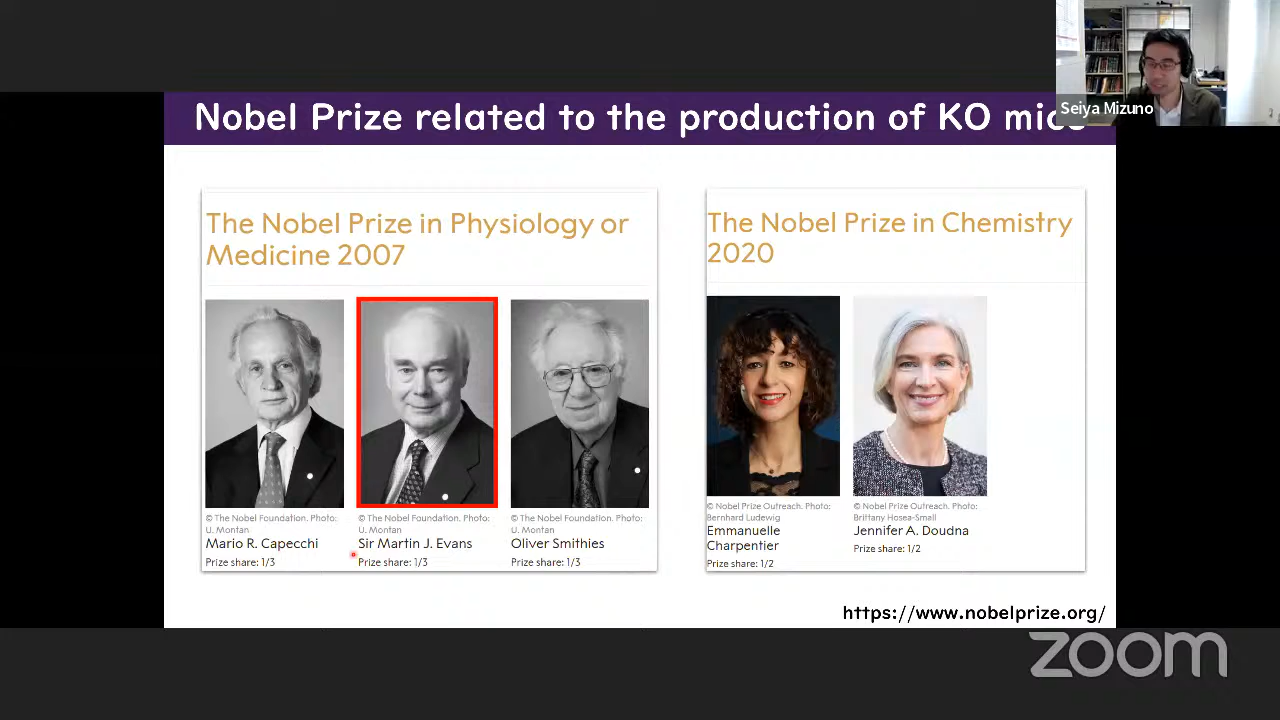 Seiya Mizuno
Nobel Prize related to the production of KO mice
The Nobel Prize in Physiology or
Medicine 2007
© The Nobel Foundation. Photo:
U. Montan
Mario R. Capecchi
Prize share: 1/3
© The Nobel Foundation. Photo:
U. Montan
Sir Martin J. Evans
Prize share: 1/3
© The Nobel Foundation. Photo:
U. Montan
Oliver Smithies
Prize share: 1/3
The Nobel Prize in Chemistry
2020
© Nobel Prize Outreach. Photo:
Bernhard Ludewig
Emmanuelle
Charpentier
Prize share: 1/2
© Nobel Prize Outreach. Photo:
Brittany Hosea-Small
Jennifer A. Doudna
Prize share: 1/2
https://www.nobelprize.org/
zoom